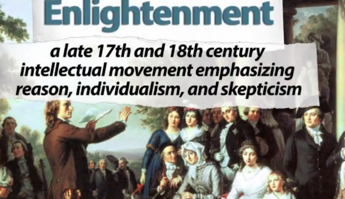 Enlightenment
a late 17th and 18th century
intellectual movement emphasizing
reason, individualism, and skepticism